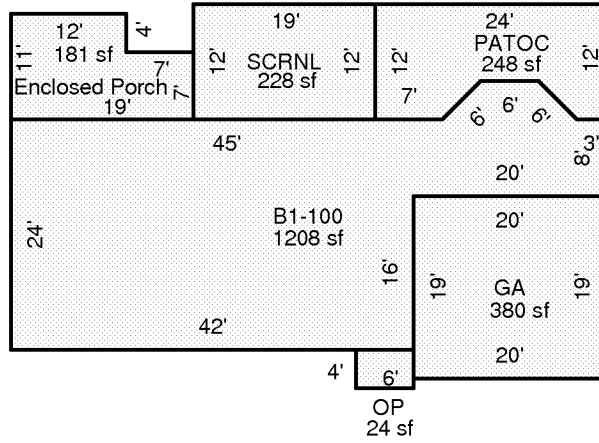 12'
4'
181 sf
11'
7'
7'
Enclosed Porch
19'
19'
12'
SCRNL
12'
228 sf
24'
PATOC
12'
248 sf
12'
7'
6'
6'
6'
3'
8'
45'
20'
24'
B1-100
1208 sf
16'
42'
20'
19'
GA
19'
380 sf
20'
4'
6'
OP
24 sf